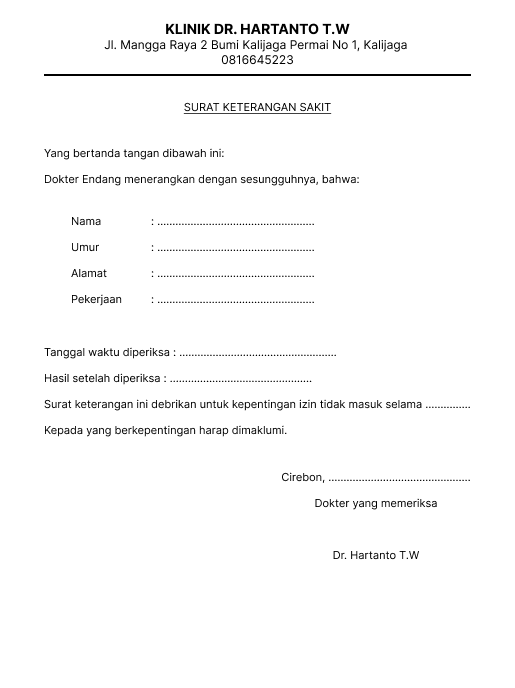 KLINIK DR. HARTANTO T.W
Jl. Mangga Raya 2 Bumi Kalijaga Permai No 1, Kalijaga
0816645223
SURAT KETERANGAN SAKIT
Yang bertanda tangan dibawah ini:
Dokter Endang menerangkan dengan sesungguhnya, bahwa:
Nama : ....................................................
Umur : ....................................................
Alamat : ....................................................
Pekerjaan : ....................................................
Tanggal waktu diperiksa : ....................................................
Hasil setelah diperiksa : ...............................................
Surat keterangan ini debrikan untuk kepentingan izin tidak masuk selama ...............
Kepada yang berkepentingan harap dimaklumi.
Cirebon, ...............................................
Dokter yang memeriksa
Dr. Hartanto T.W